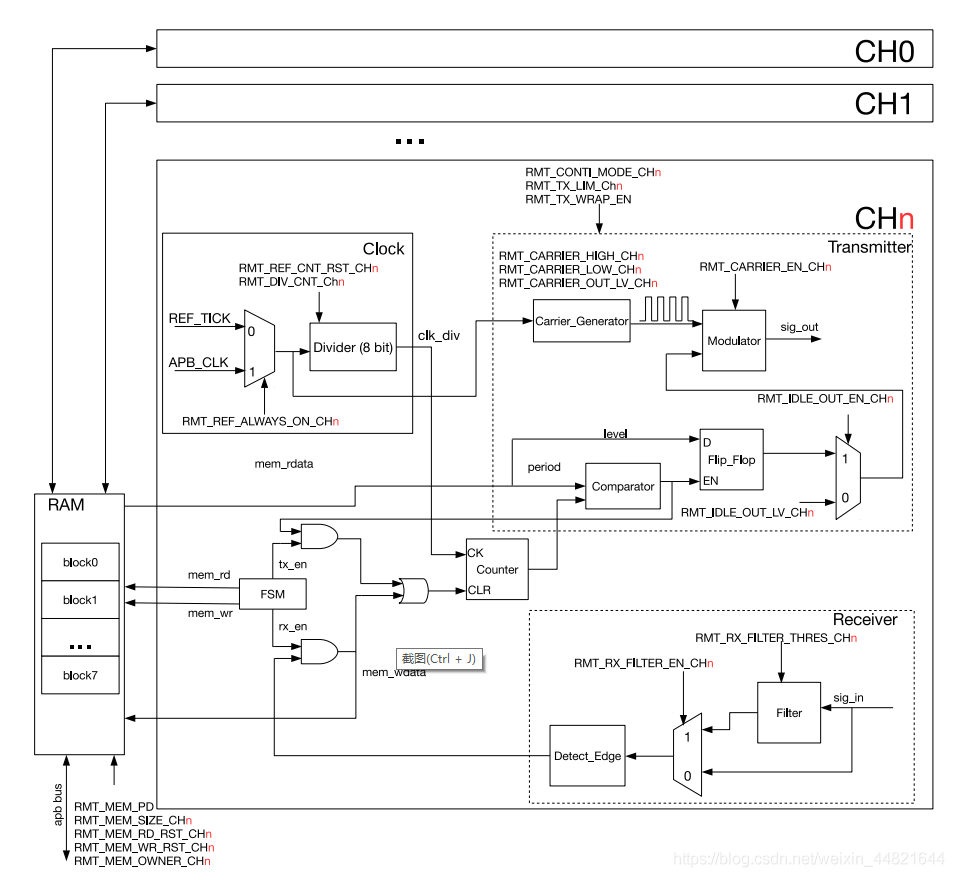 CH0
CH1
...
RMT_CONTI_MODE_CHn
RMT_TX_LIM_Chn
RMT_TX_WRAP_EN
CHn
Clock
RMT_REF_CNT_RST_CHn
RMT_DIV_CNT_Chn
REF_TICK
0
APB_CLK
1
Divider (8 bit)
clk_div
RMT_REF_ALWAYS_ON_CHn
Transmitter
RMT_CARRIER_HIGH_CHn
RMT_CARRIER_LOW_CHn
RMT_CARRIER_OUT_LV_CHn
RMT_CARRIER_EN_CHn
Carrier_Generator
Modulator
sig_out
RMT_IDLE_OUT_EN_CHn
level
D
Flip_Flop
EN
1
0
period
Comparator
RMT_IDLE_OUT_LV_CHn
mem_rdata
RAM
block0
block1
...
block7
mem_rd
mem_wr
FSM
tx_en
rx_en
CK
Counter
CLR
截图(Ctrl + J)
mem_wdata
Receiver
RMT_RX_FILTER_THRES_CHn
RMT_RX_FILTER_EN_CHn
sig_in
Filter
1
0
Detect_Edge
apb bus
RMT_MEM_PD
RMT_MEM_SIZE_CHn
RMT_MEM_RD_RST_CHn
RMT_MEM_WR_RST_CHn
RMT_MEM_OWNER_CHn
https://blog.csdn.net/weixin_44821644